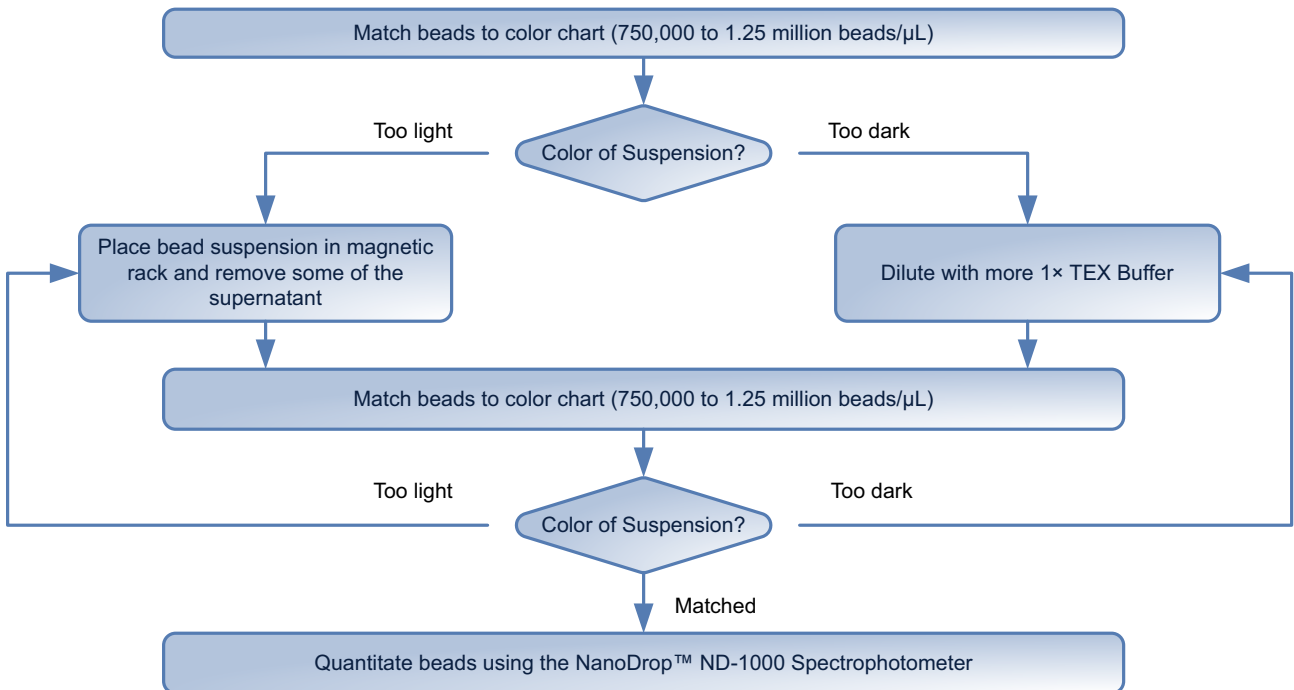 Match beads to color chart (750,000 to 1.25 million beads/µL)
Too light
Too dark
Color of Suspension?
Place bead suspension in magnetic
rack and remove some of the
supernatant
Dilute with more 1× TEX Buffer
Match beads to color chart (750,000 to 1.25 million beads/µL)
Too light
Too dark
Color of Suspension?
Matched
Quantitate beads using the NanoDrop™ ND-1000 Spectrophotometer